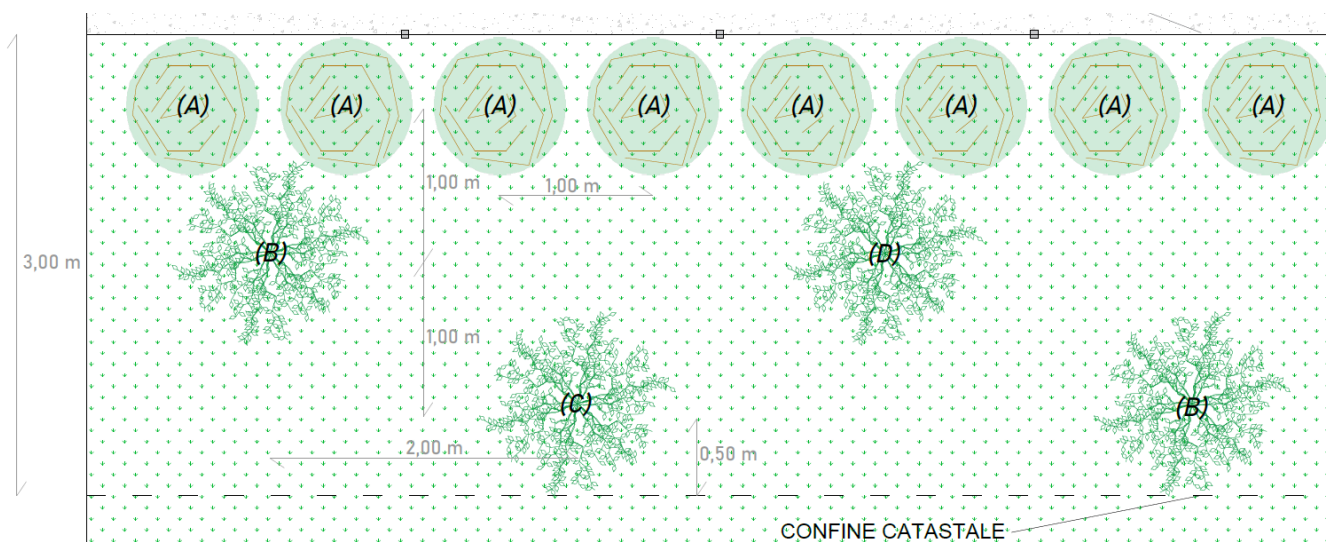 (A) (A) (A) (A) (A) (A) (A) (A)
1,00 m 1,00 m
(B) (D)
3,00 m
1,00 m
(C) (B)
2,00 m 0,50 m
CONFINE CATASTALE